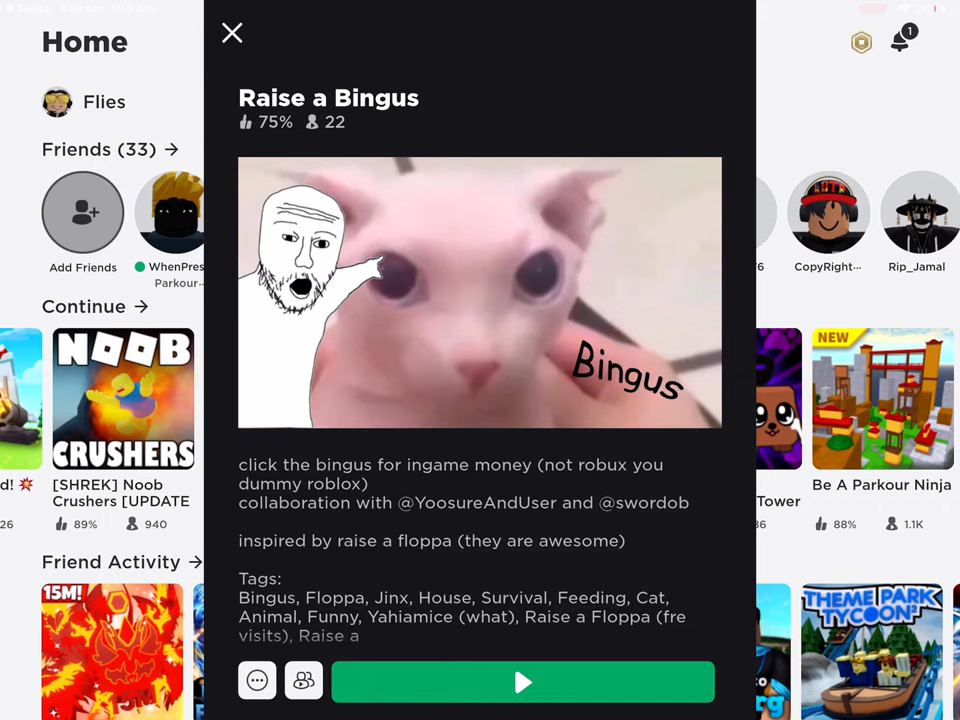 Home
1
Flies
Friends (33) →
Add Friends
WhenPres
Parkour..
CopyRight...
Rip_Jamal
Continue →
NOOB
CRUSHERS
[SHREK] Noob
Crushers [UPDATE
89% 940
NEW
Tower
Be A Parkour Ninja
88% 1.1K
Friend Activity →
15M!
THEME PARK
TYCOON2
Raise a Bingus
75% 22
Bingus
click the bingus for ingame money (not robux you
dummy roblox)
collaboration with @YoosureAndUser and @swordob
inspired by raise a floppa (they are awesome)
Tags:
Bingus, Floppa, Jinx, House, Survival, Feeding, Cat,
Animal, Funny, Yahiamice (what), Raise a Floppa (fre
visits), Raise a